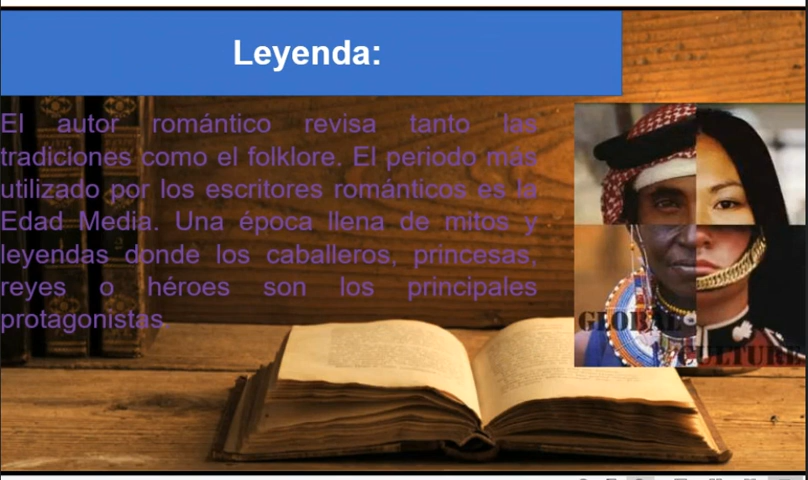 Leyenda:
El autor romántico revisa tanto las
tradiciones como el folklore. El periodo más
utilizado por los escritores románticos es la
Edad Media. Una época llena de mitos y
leyendas donde los caballeros, princesas,
reyes o héroes son los principales
protagonistas.
GLOBAL
CULTURE